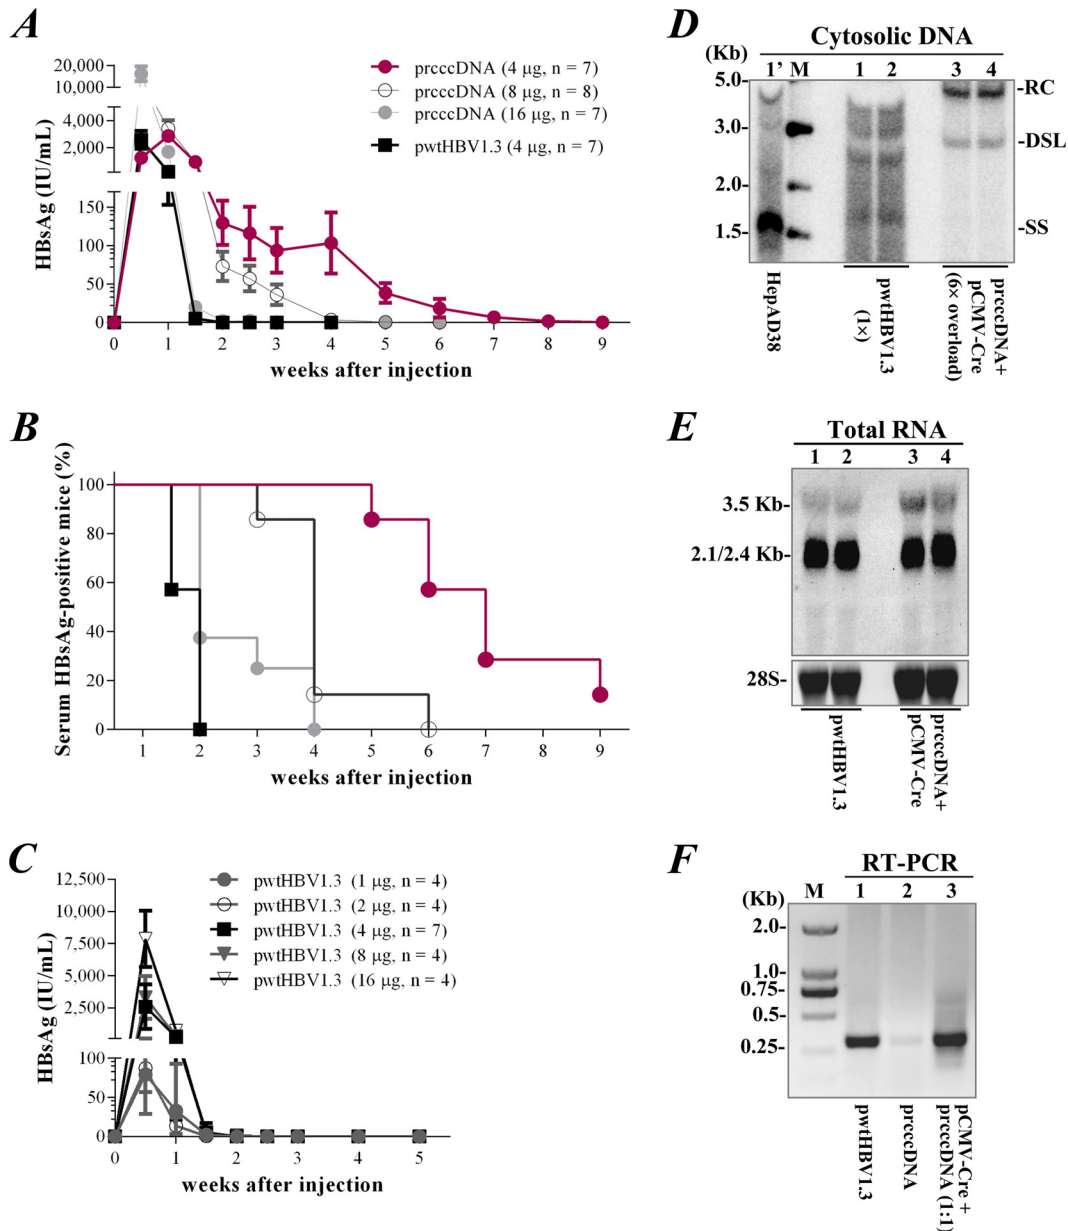 A
20,000
10,000
4,000
2,000
150
100
50
0
HBsAg (IU/mL)
prcccDNA (4 μg, n = 7)
prcccDNA (8 μg, n = 8)
prcccDNA (16 μg, n = 7)
pwtHBV1.3 (4 μg, n = 7)
0 1 2 3 4 5 6 7 8 9
weeks after injection
B
Serum HBsAg-positive mice (%)
100
80
60
40
20
0
1 2 3 4 5 6 7 8 9
weeks after injection
C
HBsAg (IU/mL)
12,500
10,000
7,500
5,000
2,500
100
50
0
pwtHBV1.3 (1 μg, n = 4)
pwtHBV1.3 (2 μg, n = 4)
pwtHBV1.3 (4 μg, n = 7)
pwtHBV1.3 (8 μg, n = 4)
pwtHBV1.3 (16 μg, n = 4)
0 1 2 3 4 5
weeks after injection
D
Cytosolic DNA
(Kb)
1' M 1 2 3 4
5.0-
3.0-
2.0-
1.5-
-RC
-DSL
-SS
HepAD38
pwtHBV1.3
(1×)
prcccDNA+
pCMV-Cre
(6× overload)
E
Total RNA
1 2 3 4
3.5 Kb-
2.1/2.4 Kb-
28S-
pwtHBV1.3
prcccDNA+
pCMV-Cre
F
RT-PCR
(Kb)
M 1 2 3
2.0-
1.0-
0.75-
0.5-
0.25-
pwtHBV1.3
prcccDNA
pCMV-Cre +
prcccDNA (1:1)